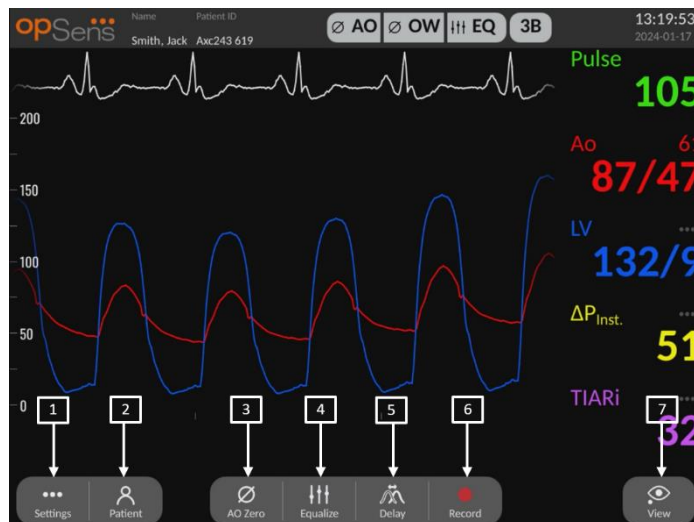 opSens
Name Patient ID
Smith, Jack Axc243 619
Ø AO Ø OW EQ 3B
13:19:53
2024-01-17
Pulse
105
200
Ao 61
87/47
150
LV
132/9
100
ΔPInst.
51
50
TIARi
32
0
1 2 3 4 5 6 7
Settings Patient AO Zero Equalize Delay Record View